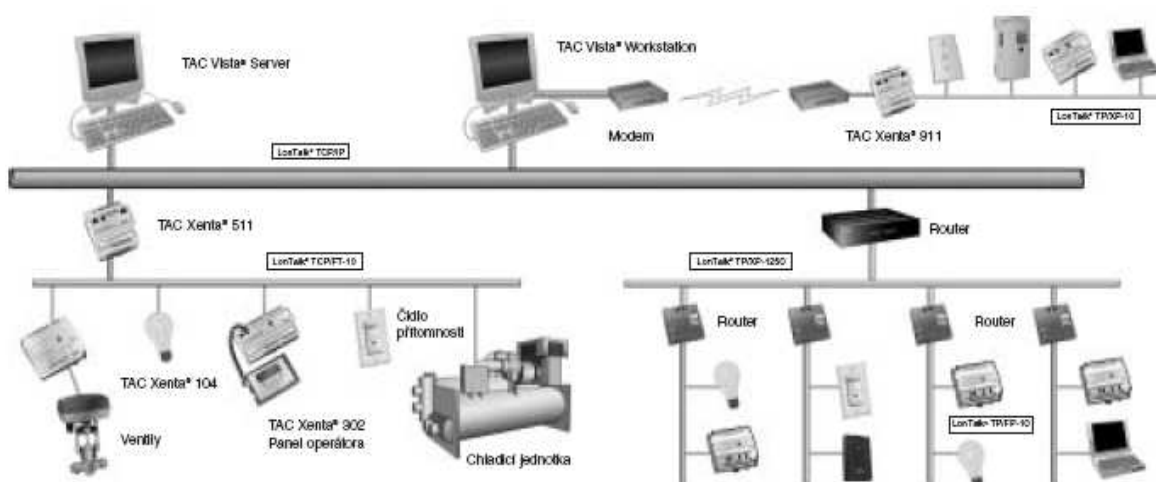 TAC Vista® Server
TAC Vista® Workstation
Modem
TAC Xenta® 911
LonTalk® TP/XP-10
LonTalk® TCP/IP
TAC Xenta® 511
Router
LonTalk® TCP/FT-10
LonTalk® TP/XP-1250
Čidlo
přítomnosti
Router
Router
TAC Xenta® 104
TAC Xenta® 302
Panel operátora
Ventily
Chladicí jednotka
LonTalk® TP/FP-10